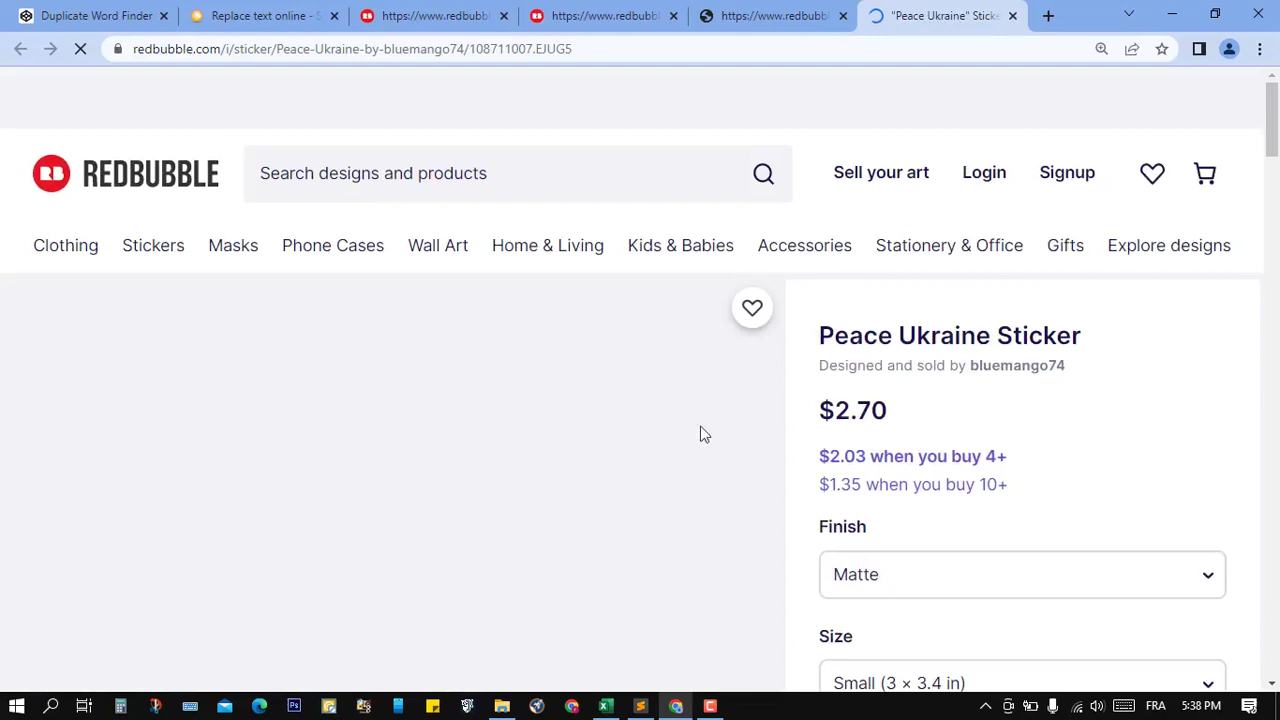 Duplicate Word Finder
Replace text online - S
https://www.redbubbl
https://www.redbubbl
https://www.redbubbl
"Peace Ukraine" Sticke
redbubble.com/i/sticker/Peace-Ukraine-by-bluemango74/108711007.EJUG5
RB REDBUBBLE
Search designs and products
Sell your art
Login
Signup
Clothing
Stickers
Masks
Phone Cases
Wall Art
Home & Living
Kids & Babies
Accessories
Stationery & Office
Gifts
Explore designs
Peace Ukraine Sticker
Designed and sold by bluemango74
$2.70
$2.03 when you buy 4+
$1.35 when you buy 10+
Finish
Matte
Size
Small (3 × 3.4 in)
Ps
FRA
5:38 PM